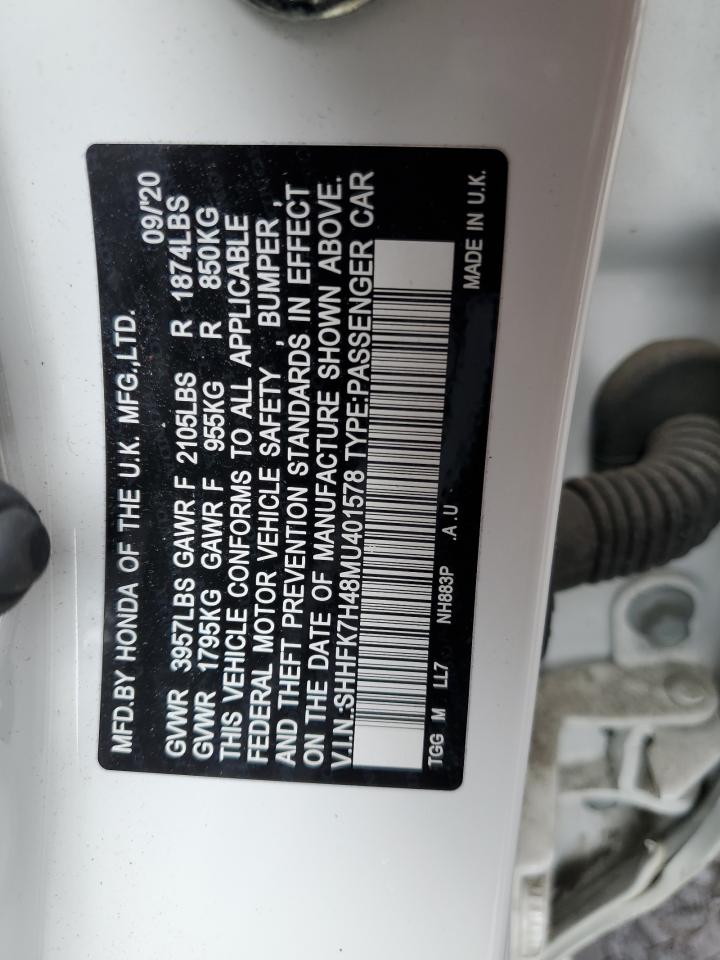 MFD.BY HONDA OF THE U.K. MFG.,LTD. 09/'20
GVWR 3957LBS GAWR F 2105LBS R 1874LBS
GVWR 1795KG GAWR F 955KG R 850KG
THIS VEHICLE CONFORMS TO ALL APPLICABLE
FEDERAL MOTOR VEHICLE SAFETY , BUMPER ,
AND THEFT PREVENTION STANDARDS IN EFFECT
ON THE DATE OF MANUFACTURE SHOWN ABOVE.
V.I.N.:SHHFK7H48MU401578 TYPE:PASSENGER CAR
TGG M LL7 NH883P .A.U MADE IN U.K.